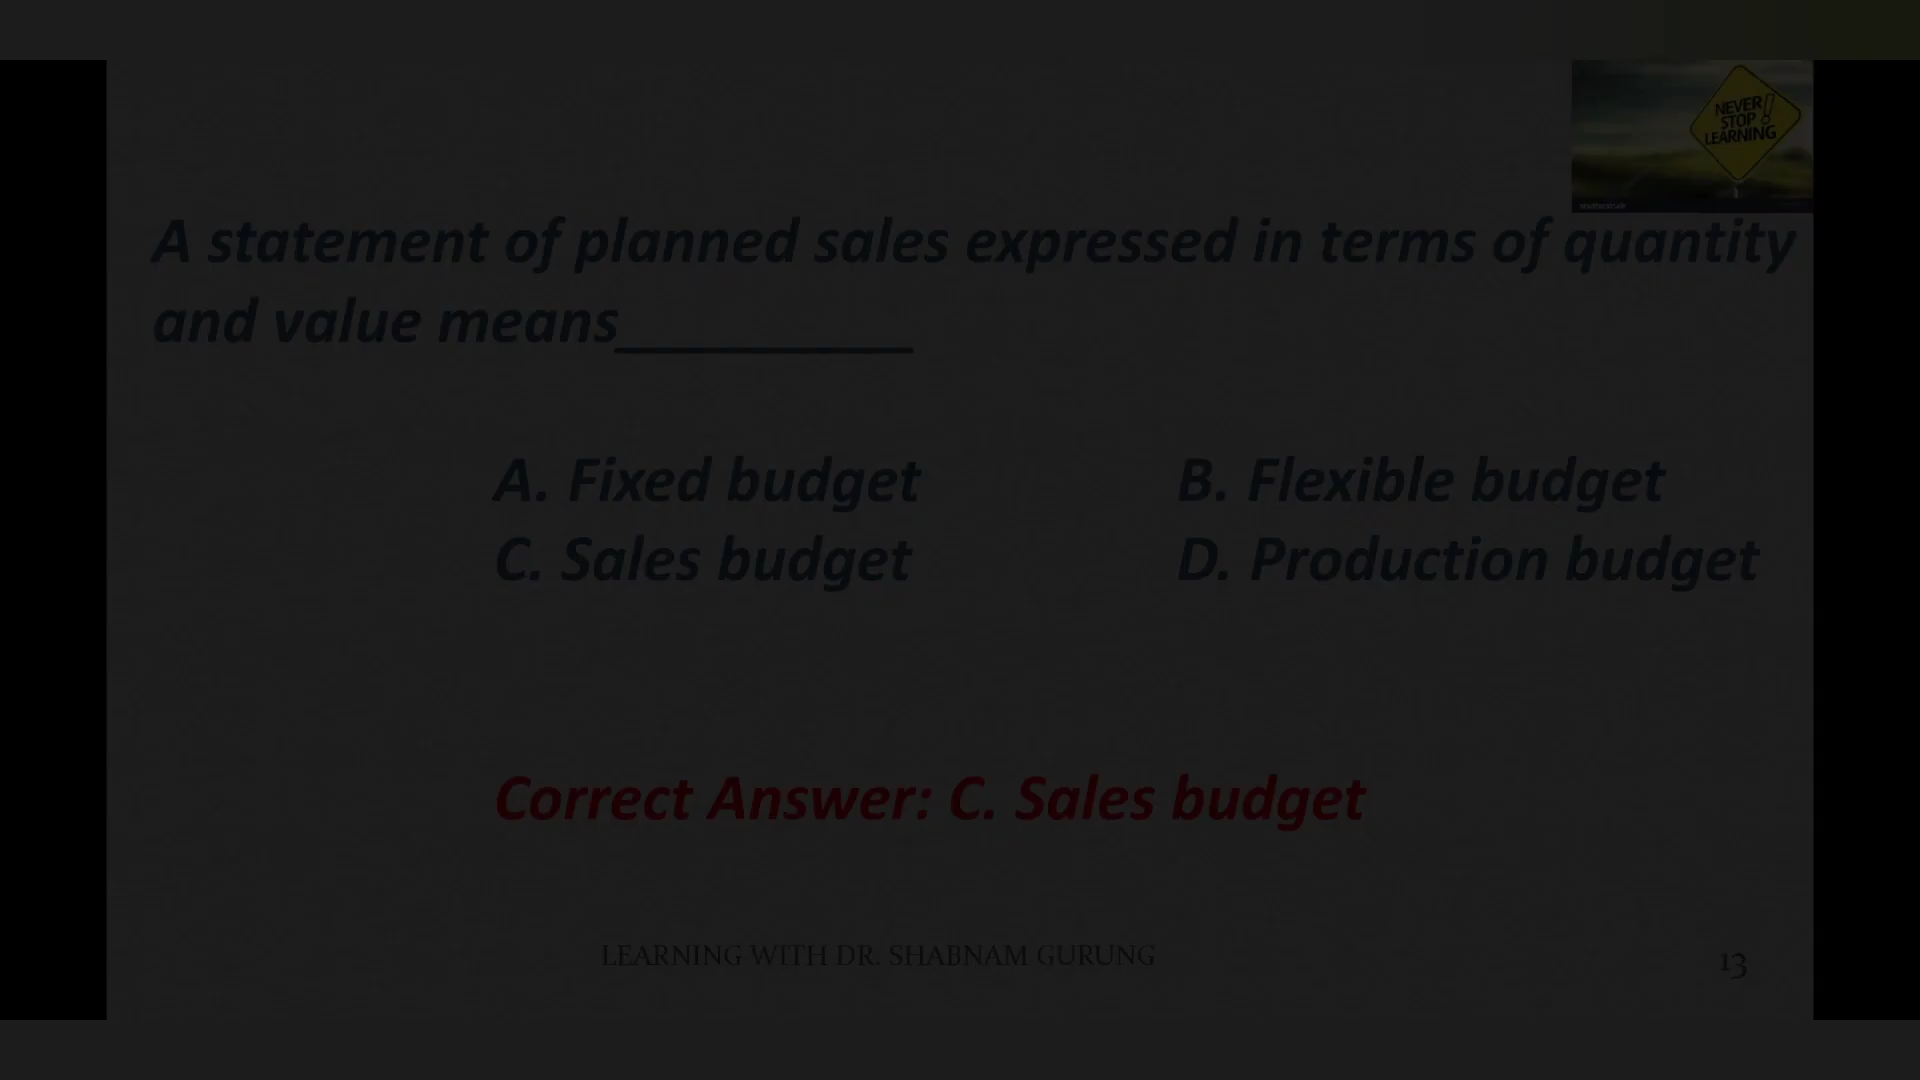 NEVER!
STOP
LEARNING
A statement of planned sales expressed in terms of quantity
and value means__________
A. Fixed budget B. Flexible budget
C. Sales budget D. Production budget
Correct Answer: C. Sales budget
LEARNING WITH DR. SHABNAM GURUNG 13